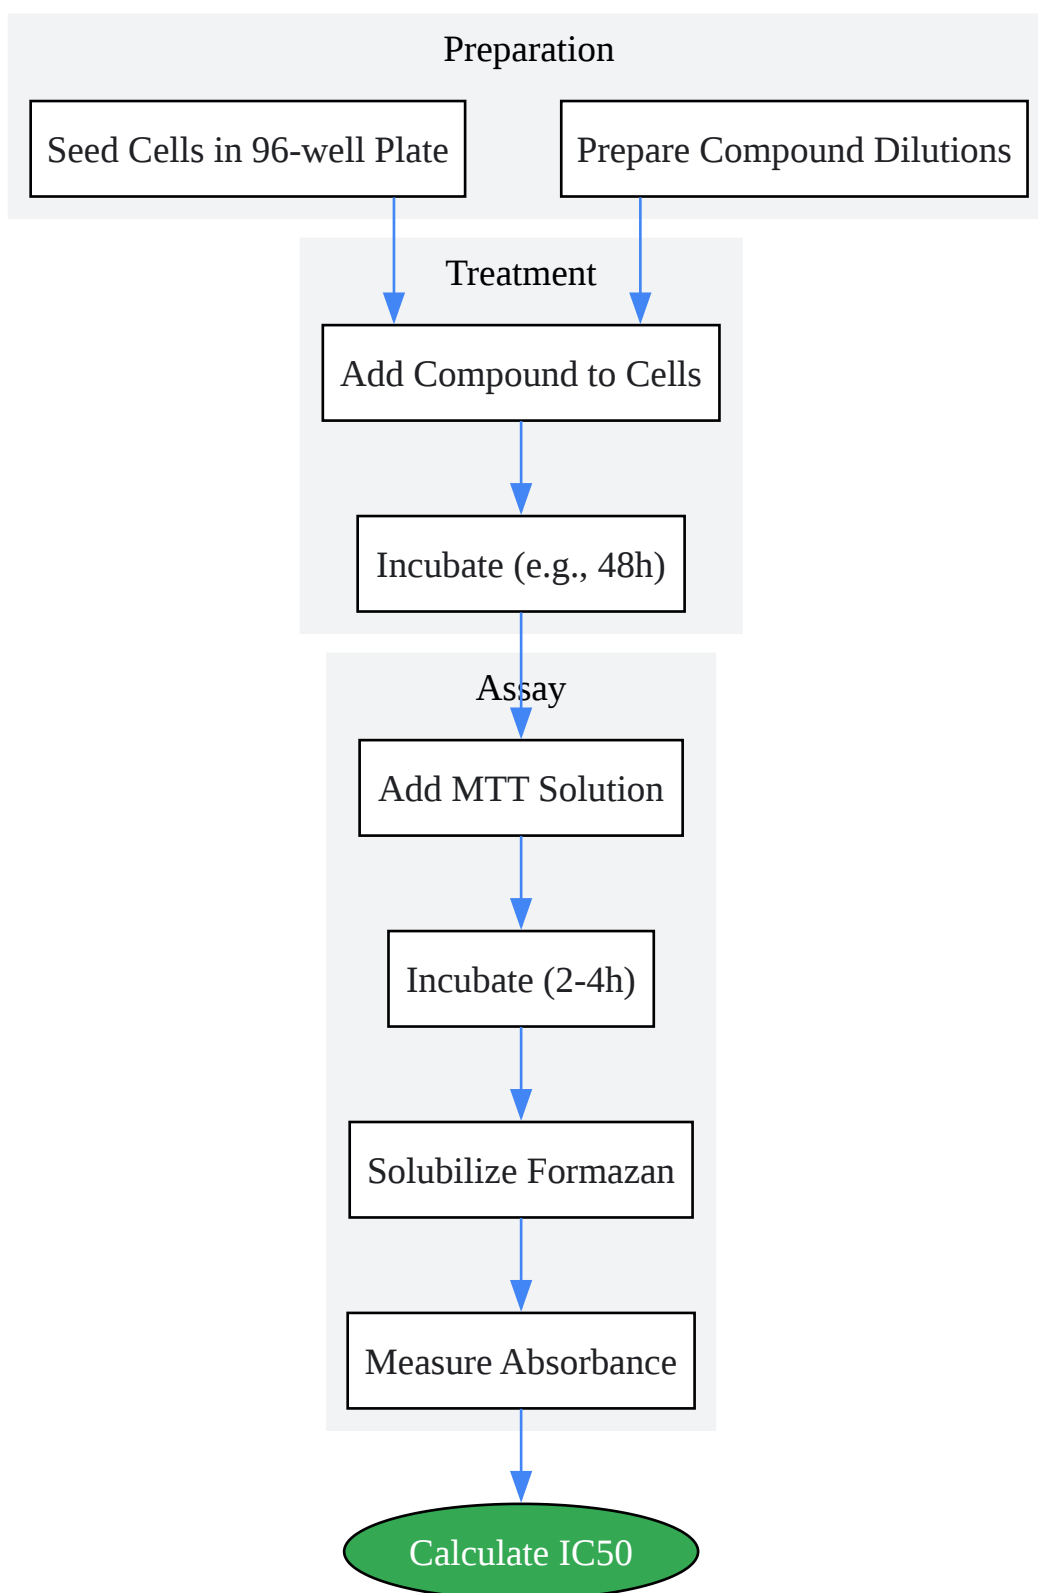 Preparation
Seed Cells in 96-well Plate
Prepare Compound Dilutions
Treatment
Add Compound to Cells
Incubate (e.g., 48h)
Assay
Add MTT Solution
Incubate (2-4h)
Solubilize Formazan
Measure Absorbance
Calculate IC50